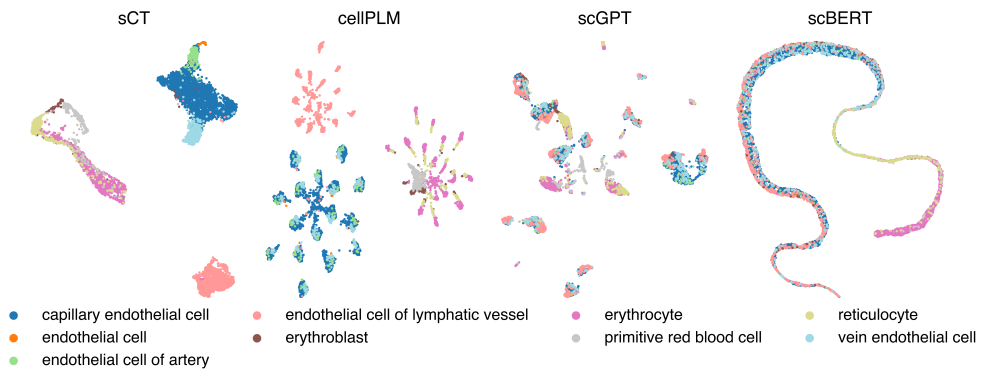 sCT cellPLM scGPT scBERT
capillary endothelial cell endothelial cell of lymphatic vessel erythrocyte reticulocyte
endothelial cell erythroblast primitive red blood cell vein endothelial cell
endothelial cell of artery